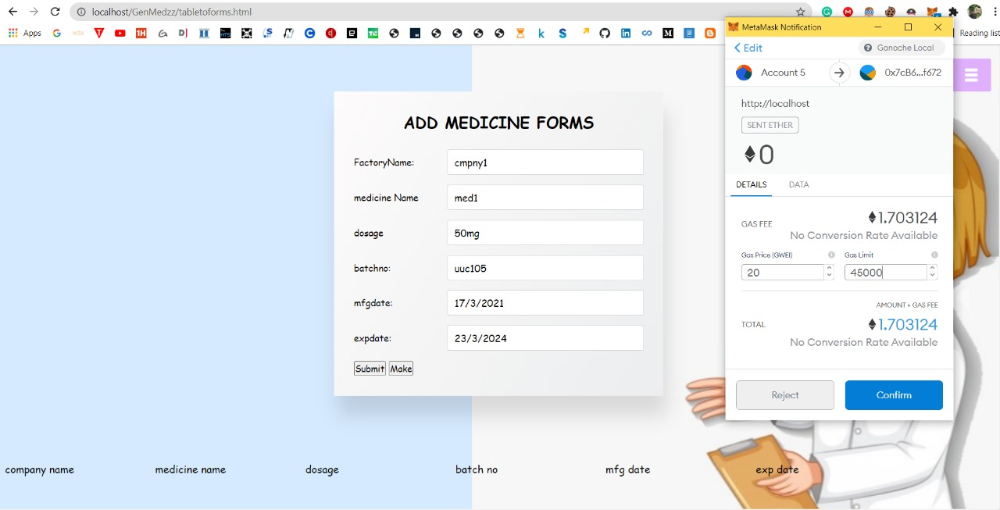 localhost/GenMedzz/tabletoforms.html
Apps
Reading list
ADD MEDICINE FORMS
FactoryName: cmpny1
medicine Name med1
dosage 50mg
batchno: uuc105
mfgdate: 17/3/2021
expdate: 23/3/2024
Submit Make
company name medicine name dosage batch no mfg date exp date
MetaMask Notification
Edit Ganache Local
Account 5 0x7cB6...f672
http://localhost
SENT ETHER
0
DETAILS DATA
GAS FEE 1.703124
No Conversion Rate Available
Gas Price (GWEI) Gas Limit
20 45000
AMOUNT + GAS FEE
TOTAL 1.703124
No Conversion Rate Available
Reject Confirm